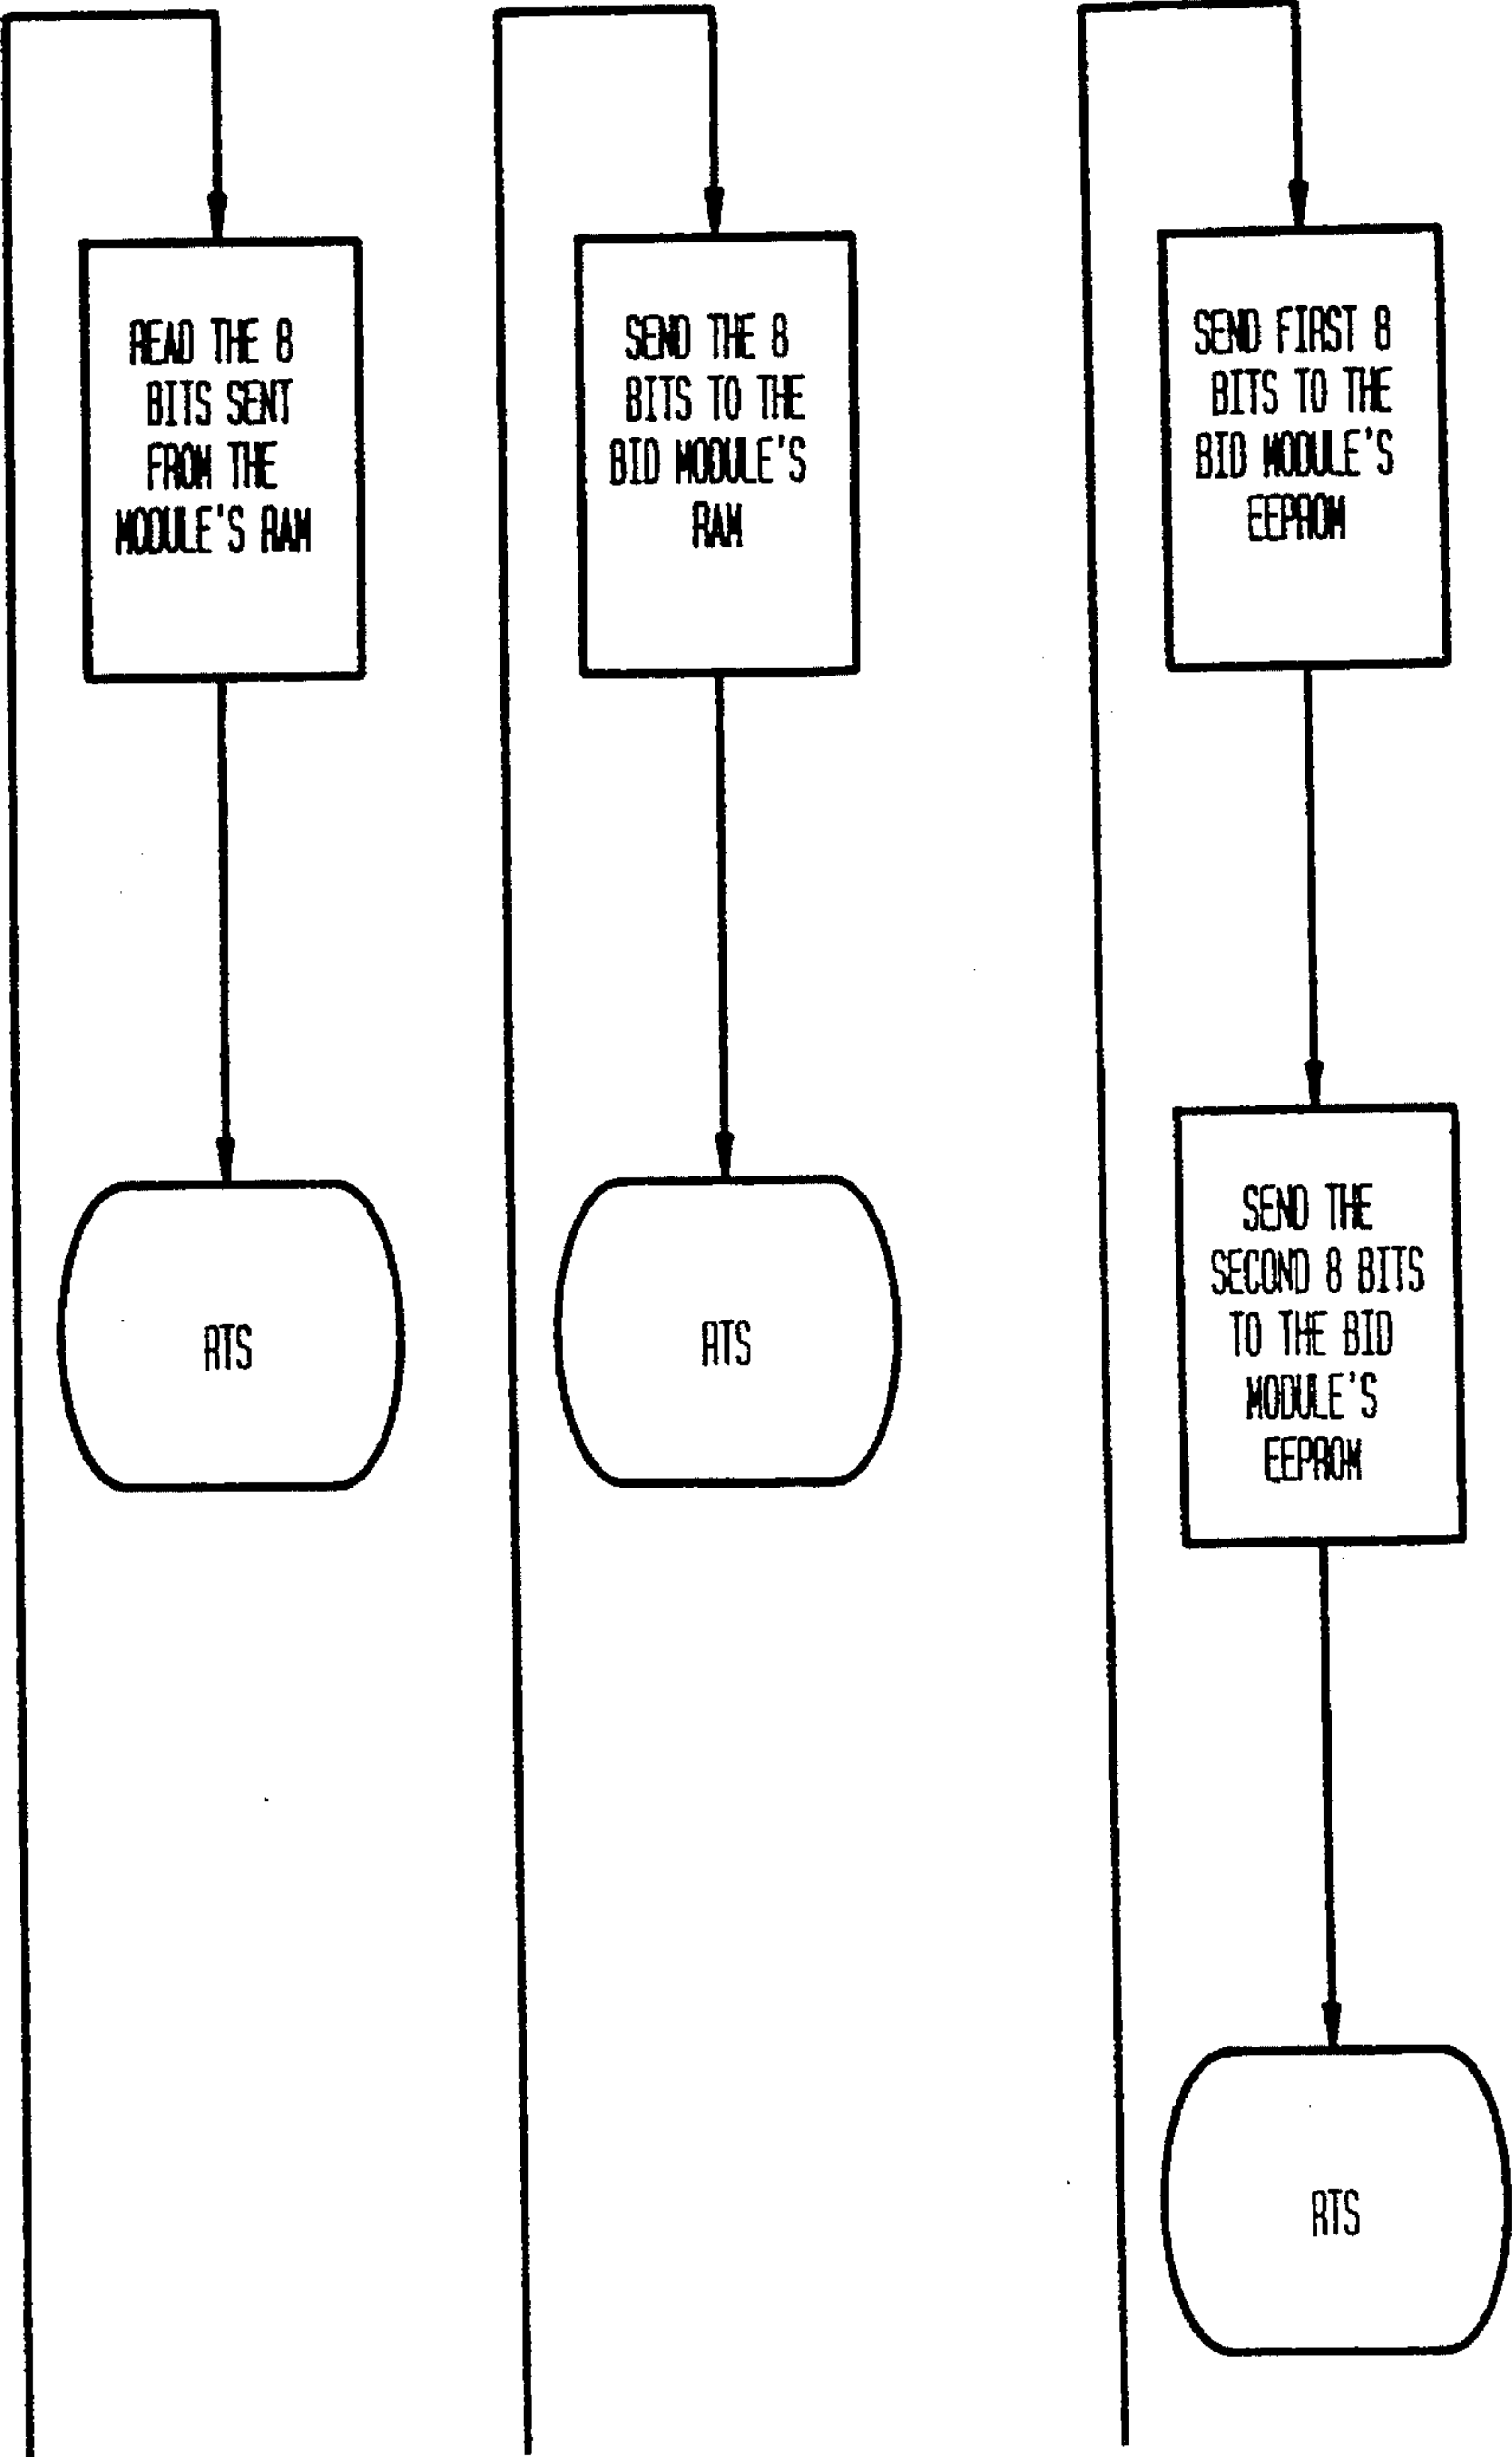 READ THE 8
BITS SENT
FROM THE
MODULE'S RAM
RTS
SEND THE 8
BITS TO THE
BID MODULE'S
RAM
RTS
SEND FIRST 8
BITS TO THE
BID MODULE'S
EEPROM
SEND THE
SECOND 8 BITS
TO THE BID
MODULE'S
EEPROM
RTS